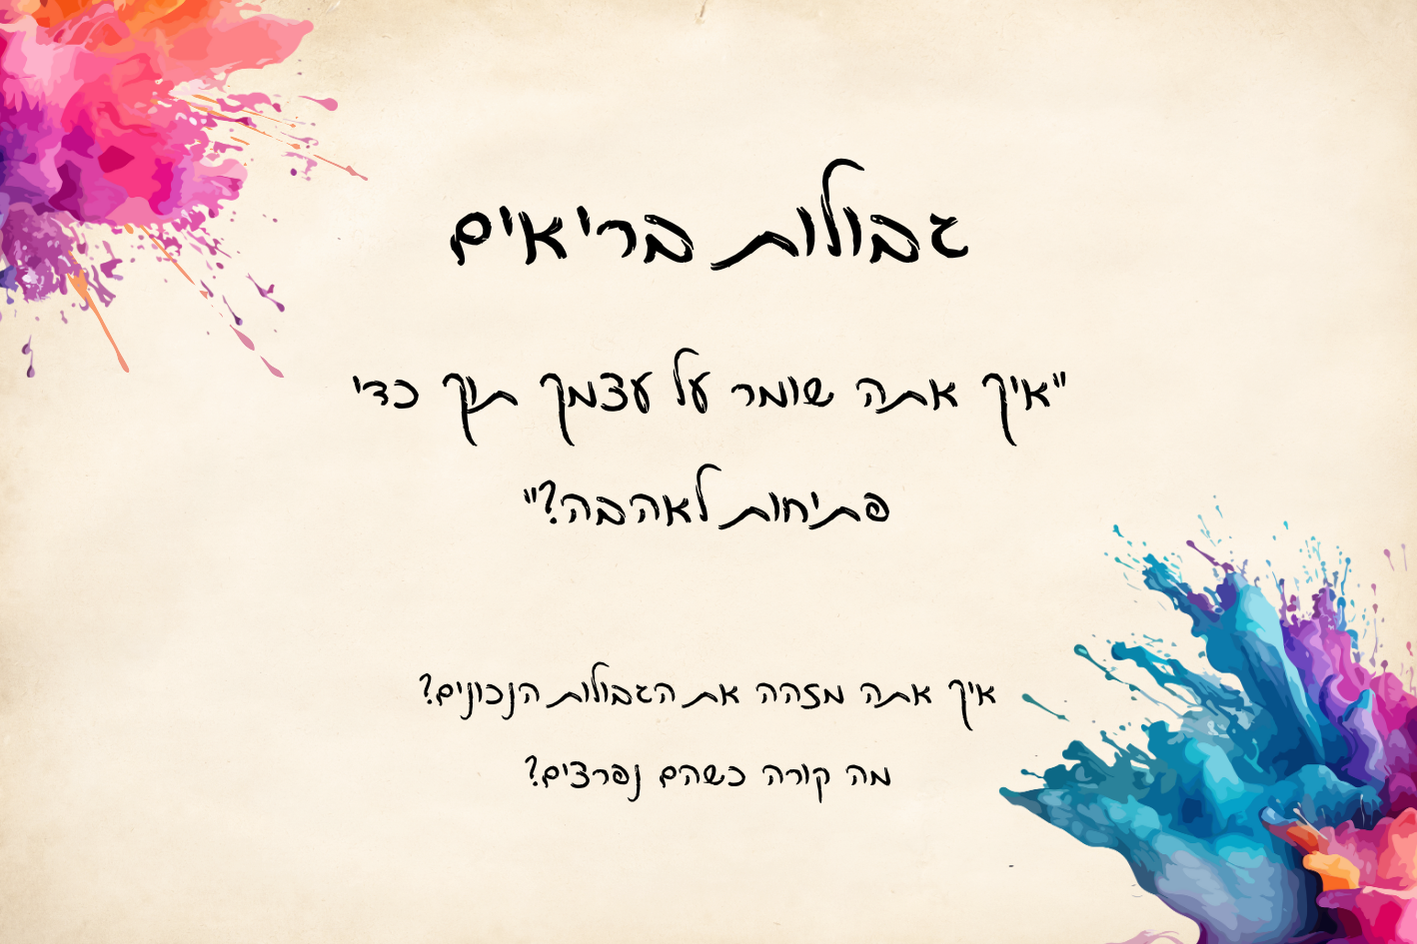 גבולות בריאים
"איך אתה שומר על עצמך תוך כדי
פתיחות לאהבה?"
איך אתה מזהה את הגבולות הנכונים?
מה קורה כשהם נפרצים?